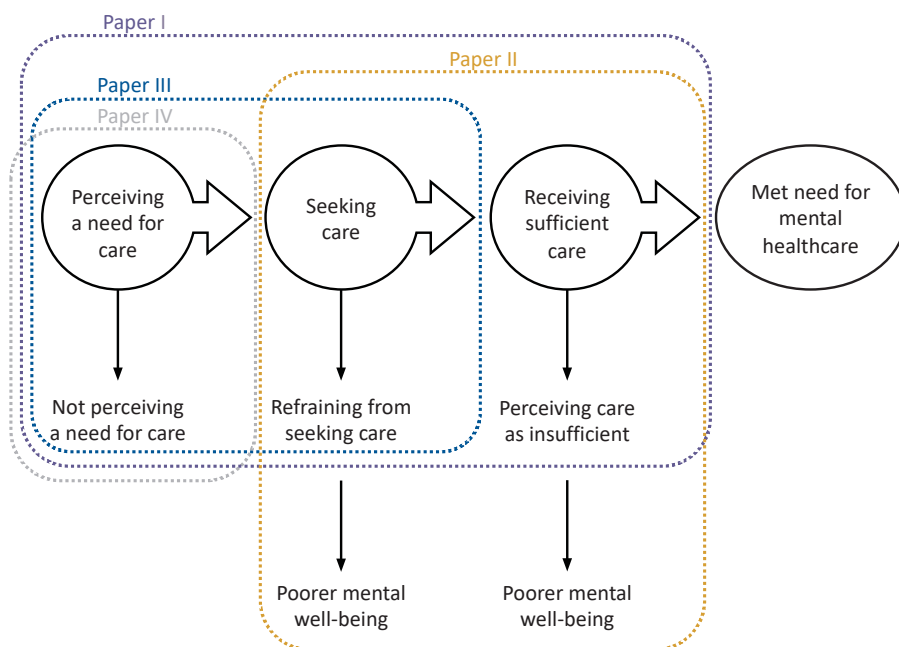 Paper I
Paper II
Paper III
Paper IV
Perceiving
a need for
care
Seeking
care
Receiving
sufficient
care
Met need for
mental
healthcare
Not perceiving
a need for care
Refraining from
seeking care
Perceiving care
as insufficient
Poorer mental
well-being
Poorer mental
well-being